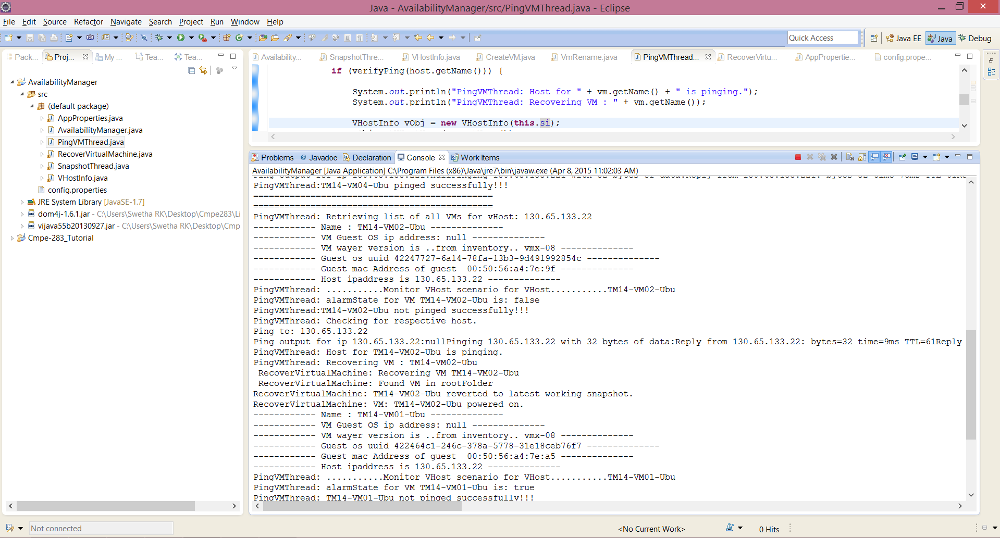 Java - AvailabilityManager/src/PingVMThread.java - Eclipse
File Edit Source Refactor Navigate Search Project Run Window Help
Quick Access
Java EE
Java
Debug
Pack...
Proj...
My ...
Tea...
Tea...
AvailabilityManager
src
(default package)
AppProperties.java
AvailabilityManager.java
PingVMThread.java
RecoverVirtualMachine.java
SnapshotThread.java
VHostInfo.java
config.properties
JRE System Library [JavaSE-1.7]
dom4j-1.6.1.jar - C:\Users\Swetha RK\Desktop\Cmpe283\Li
vijava55b20130927.jar - C:\Users\Swetha RK\Desktop\Cmp
Cmpe-283_Tutorial
Availability...
SnapshotThre...
VHostInfo.java
CreateVM.java
VmRename.java
PingVMThread...
RecoverVirtu...
AppPropertie...
config.prope...
if (verifyPing(host.getName())) {
System.out.println("PingVMThread: Host for " + vm.getName() + " is pinging.");
System.out.println("PingVMThread: Recovering VM : " + vm.getName());
VHostInfo vObj = new VHostInfo(this.si);
Problems
Javadoc
Declaration
Console
Work Items
AvailabilityManager [Java Application] C:\Program Files (x86)\Java\jre7\bin\javaw.exe (Apr 8, 2015 11:02:03 AM)
PingVMThread:TM14-VM04-Ubu pinged successfully!!!
==============================================
==============================================
PingVMThread: Retrieving list of all VMs for vHost: 130.65.133.22
------------ Name : TM14-VM02-Ubu --------------
------------ VM Guest OS ip address: null --------------
------------ VM wayer version is ..from inventory.. vmx-08 --------------
------------ Guest os uuid 42247727-6a14-78fa-13b3-9d491992854c --------------
------------ Guest mac Address of guest  00:50:56:a4:7e:9f --------------
------------ Host ipaddress is 130.65.133.22 --------------
PingVMThread: ...........Monitor VHost scenario for VHost...........TM14-VM02-Ubu
PingVMThread: alarmState for VM TM14-VM02-Ubu is: false
PingVMThread:TM14-VM02-Ubu not pinged successfully!!!
PingVMThread: Checking for respective host.
Ping to: 130.65.133.22
Ping output for ip 130.65.133.22:nullPinging 130.65.133.22 with 32 bytes of data:Reply from 130.65.133.22: bytes=32 time=9ms TTL=61Reply
PingVMThread: Host for TM14-VM02-Ubu is pinging.
PingVMThread: Recovering VM : TM14-VM02-Ubu
RecoverVirtualMachine: Recovering VM TM14-VM02-Ubu
RecoverVirtualMachine: Found VM in rootFolder
RecoverVirtualMachine: TM14-VM02-Ubu reverted to latest working snapshot.
RecoverVirtualMachine: VM: TM14-VM02-Ubu powered on.
------------ Name : TM14-VM01-Ubu --------------
------------ VM Guest OS ip address: null --------------
------------ VM wayer version is ..from inventory.. vmx-08 --------------
------------ Guest os uuid 422464c1-246c-378a-5778-31e18ceb76f7 --------------
------------ Guest mac Address of guest  00:50:56:a4:7e:a5 --------------
------------ Host ipaddress is 130.65.133.22 --------------
PingVMThread: ...........Monitor VHost scenario for VHost...........TM14-VM01-Ubu
PingVMThread: alarmState for VM TM14-VM01-Ubu is: true
PingVMThread: TM14-VM01-Ubu not pinged successfully!!!
Not connected
<No Current Work>
0 Hits